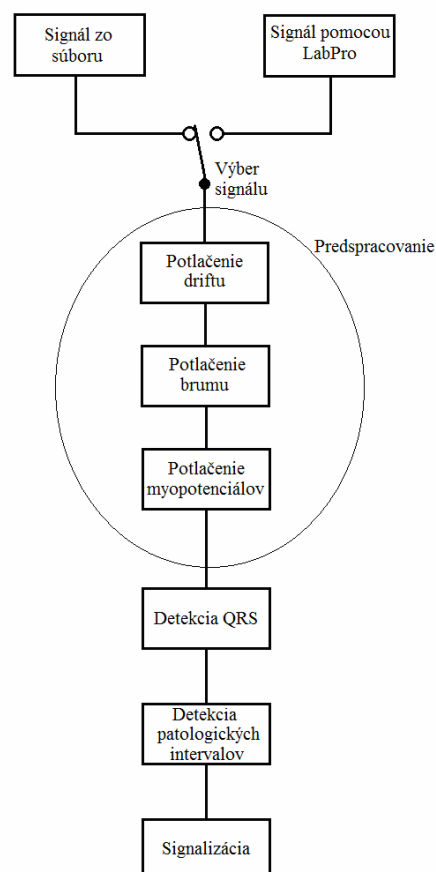 Signál zo
súboru
Signál pomocou
LabPro
Výber
signálu
Predspracovanie
Potlačenie
driftu
Potlačenie
brumu
Potlačenie
myopotenciálov
Detekcia QRS
Detekcia
patologických
intervalov
Signalizácia